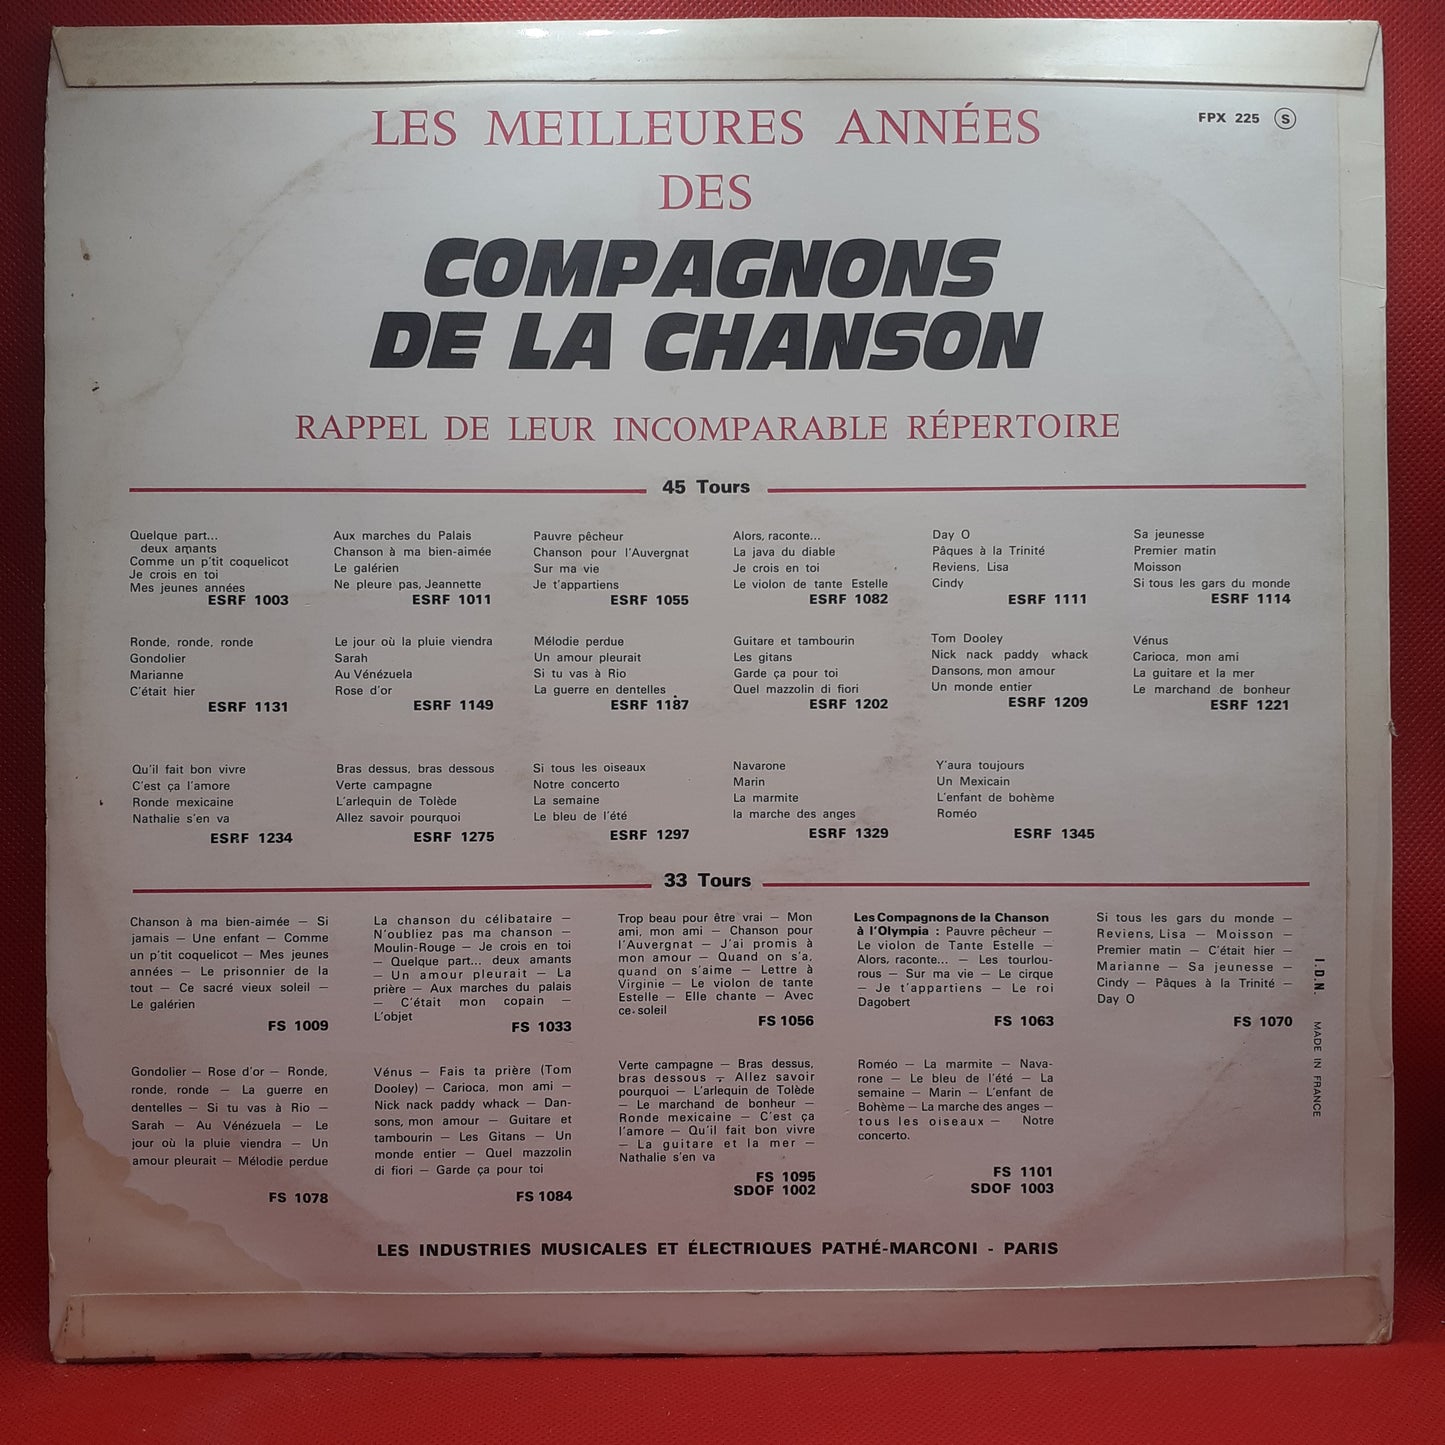 LES MEILLEURES ANNÉES
FPX 225 S
DES
COMPAGNONS
DE LA CHANSON
RAPPEL DE LEUR INCOMPARABLE RÉPERTOIRE
45 Tours
Quelque part...
deux amants
Comme un p'tit coquelicot
Je crois en toi
Mes jeunes années
ESRF 1003
Aux marches du Palais
Chanson à ma bien-aimée
Le galérien
Ne pleure pas, Jeannette
ESRF 1011
Pauvre pêcheur
Chanson pour l'Auvergnat
Sur ma vie
Je t'appartiens
ESRF 1055
Alors, raconte...
La java du diable
Je crois en toi
Le violon de tante Estelle
ESRF 1082
Day O
Pâques à la Trinité
Reviens, Lisa
Cindy
ESRF 1111
Sa jeunesse
Premier matin
Moisson
Si tous les gars du monde
ESRF 1114
Ronde, ronde, ronde
Gondolier
Marianne
C'était hier
ESRF 1131
Le jour où la pluie viendra
Sarah
Au Vénézuela
Rose d'or
ESRF 1149
Mélodie perdue
Un amour pleurait
Si tu vas à Rio
La guerre en dentelles
ESRF 1187
Guitare et tambourin
Les gitans
Garde ça pour toi
Quel mazzolin di fiori
ESRF 1202
Tom Dooley
Nick nack paddy whack
Dansons, mon amour
Un monde entier
ESRF 1209
Vénus
Carioca, mon ami
La guitare et la mer
Le marchand de bonheur
ESRF 1221
Qu'il fait bon vivre
C'est ça l'amore
Ronde mexicaine
Nathalie s'en va
ESRF 1234
Bras dessus, bras dessous
Verte campagne
L'arlequin de Tolède
Allez savoir pourquoi
ESRF 1275
Si tous les oiseaux
Notre concerto
La semaine
Le bleu de l'été
ESRF 1297
Navarone
Marin
La marmite
la marche des anges
ESRF 1329
Y'aura toujours
Un Mexicain
L'enfant de bohème
Roméo
ESRF 1345
33 Tours
Chanson à ma bien-aimée — Si
jamais — Une enfant — Comme
un p'tit coquelicot — Mes jeunes
années — Le prisonnier de la
tout — Ce sacré vieux soleil —
Le galérien
FS 1009
La chanson du célibataire —
N'oubliez pas ma chanson —
Moulin-Rouge — Je crois en toi
— Quelque part... deux amants
— Un amour pleurait — La
prière — Aux marches du palais
— C'était mon copain —
L'objet
FS 1033
Trop beau pour être vrai — Mon
ami, mon ami — Chanson pour
l'Auvergnat — J'ai promis à
mon amour — Quand on s'a,
quand on s'aime — Lettre à
Virginie — Le violon de tante
Estelle — Elle chante — Avec
ce soleil
FS 1056
Les Compagnons de la Chanson
à l'Olympia : Pauvre pêcheur —
Le violon de Tante Estelle —
Alors, raconte... — Les tourlou-
rous — Sur ma vie — Le cirque
— Je t'appartiens — Le roi
Dagobert
FS 1063
Si tous les gars du monde —
Reviens, Lisa — Moisson —
Premier matin — C'était hier —
Marianne — Sa jeunesse —
Cindy — Pâques à la Trinité —
Day O
FS 1070
Gondolier — Rose d'or — Ronde,
ronde, ronde — La guerre en
dentelles — Si tu vas à Rio —
Sarah — Au Vénézuela — Le
jour où la pluie viendra — Un
amour pleurait — Mélodie perdue
FS 1078
Vénus — Fais ta prière (Tom
Dooley) — Carioca, mon ami —
Nick nack paddy whack — Dan-
sons, mon amour — Guitare et
tambourin — Les Gitans — Un
monde entier — Quel mazzolin
di fiori — Garde ça pour toi
FS 1084
Verte campagne — Bras dessus,
bras dessous — Allez savoir
pourquoi — L'arlequin de Tolède
— Le marchand de bonheur —
Ronde mexicaine — C'est ça
l'amore — Qu'il fait bon vivre
— La guitare et la mer —
Nathalie s'en va
FS 1095
SDOF 1002
Roméo — La marmite — Nava-
rone — Le bleu de l'été — La
semaine — Marin — L'enfant de
Bohème — La marche des anges —
tous les oiseaux — Notre
concerto.
FS 1101
SDOF 1003
I.D.N. MADE IN FRANCE
LES INDUSTRIES MUSICALES ET ÉLECTRIQUES PATHÉ-MARCONI - PARIS